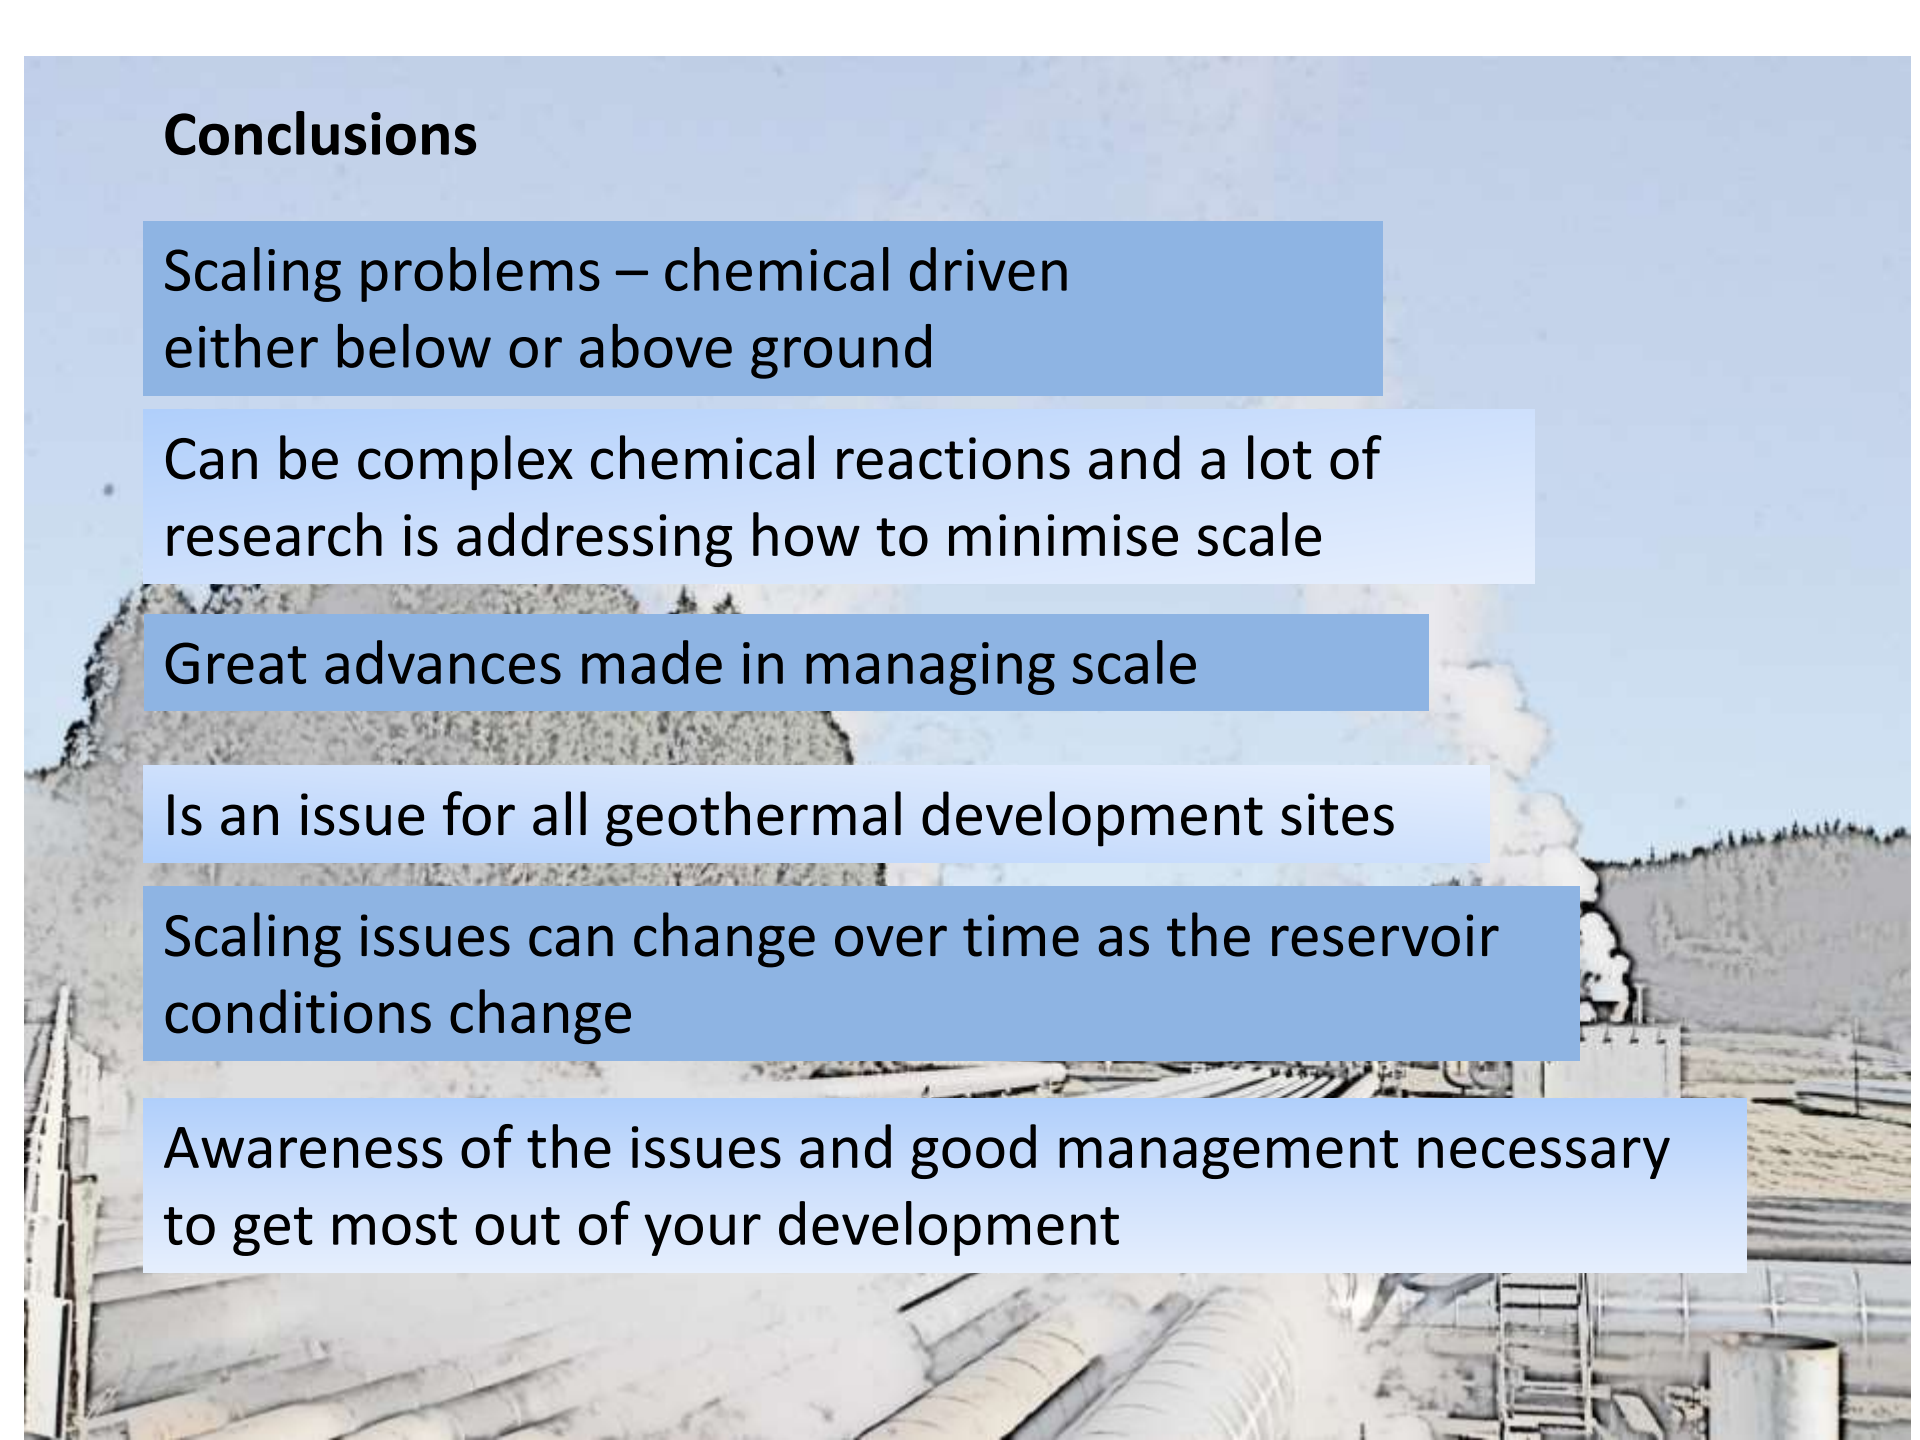 Conclusions
Scaling problems – chemical driven
either below or above ground
Can be complex chemical reactions and a lot of
research is addressing how to minimise scale
Great advances made in managing scale
Is an issue for all geothermal development sites
Scaling issues can change over time as the reservoir
conditions change
Awareness of the issues and good management necessary
to get most out of your development